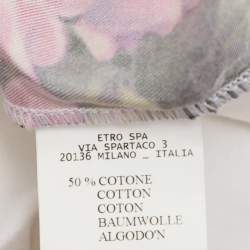 ETRO SPA
VIA SPARTACO 3
20136 MILANO _ ITALIA
50 % COTONE
COTTON
COTON
BAUMWOLLE
ALGODO'N